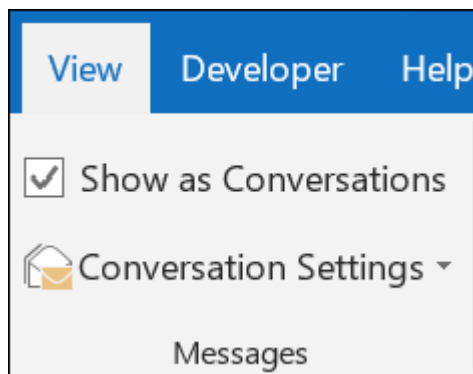 View Developer Help
Show as Conversations
Conversation Settings
Messages